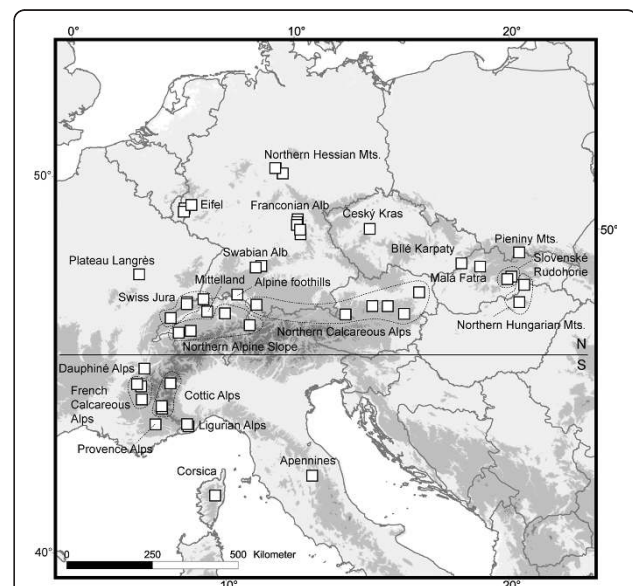 0°
10°
20°
50°
50°
Northern Hessian Mts.
Eifel
Franconian Alb
Český Kras
Bílé Karpaty
Pieniny Mts.
Plateau Langrès
Swabian Alb
Malá Fatra
Slovenské
Rudohorie
Mittelland
Alpine foothills
Swiss Jura
Northern Calcareous Alps
Northern Hungarian Mts.
Northern Alpine Slope
N
S
Dauphiné Alps
French
Calcareous
Alps
Cottic Alps
Ligurian Alps
Provence Alps
Corsica
Apennines
40°
40°
0
250
500
Kilometer
10°
20°